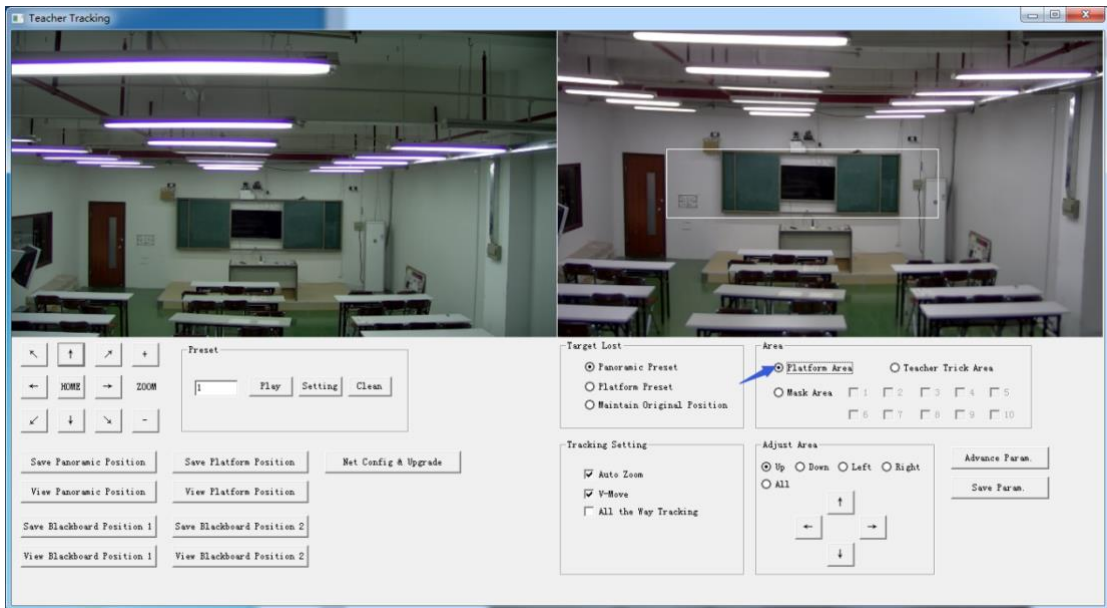 Teacher Tracking
Preset
HOME
ZOOM
+
-
1
Play
Setting
Clean
Save Panoramic Position
Save Platform Position
Net Config & Upgrade
View Panoramic Position
View Platform Position
Save Blackboard Position 1
Save Blackboard Position 2
View Blackboard Position 1
View Blackboard Position 2
Target Lost
Panoramic Preset
Platform Preset
Maintain Original Position
Area
Platform Area
Teacher Trick Area
Mask Area
1
2
3
4
5
6
7
8
9
10
Tracking Setting
Auto Zoom
V-Move
All the Way Tracking
Adjust Area
Up
Down
Left
Right
All
Advance Param.
Save Param.